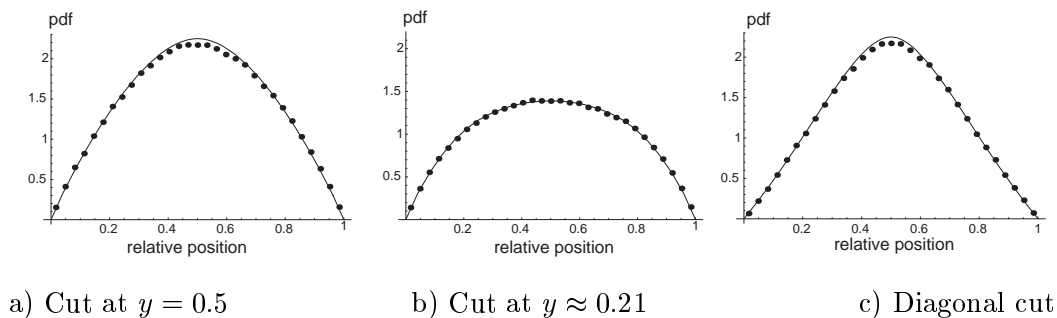 pdf
2
1.5
1
0.5
0.2 0.4 0.6 0.8 1
relative position
a) Cut at y = 0.5
pdf
2
1.5
1
0.5
0.2 0.4 0.6 0.8 1
relative position
b) Cut at y ≈ 0.21
pdf
2
1.5
1
0.5
0.2 0.4 0.6 0.8 1
relative position
c) Diagonal cut